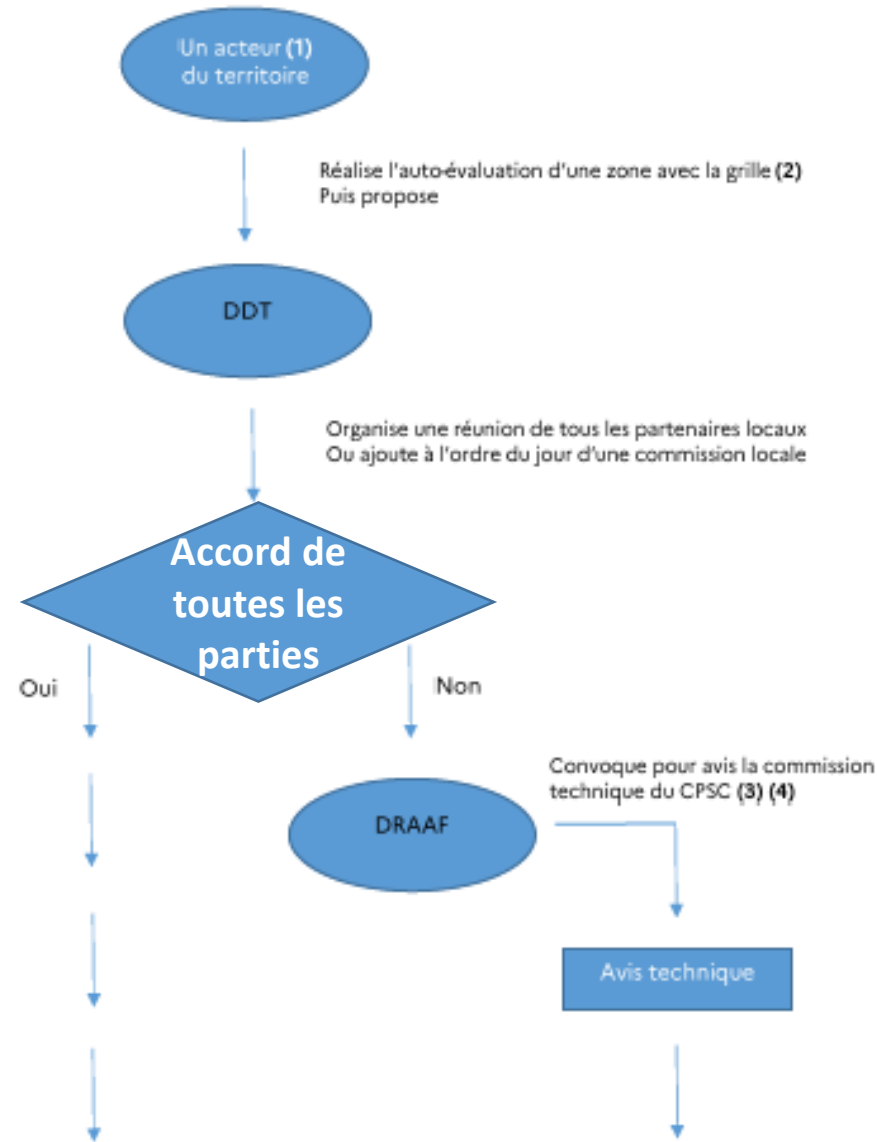 Un acteur (1)
du territoire
Réalise l'auto-évaluation d'une zone avec la grille (2)
Puis propose
DDT
Organise une réunion de tous les partenaires locaux
Ou ajoute à l'ordre du jour d'une commission locale
Accord de
toutes les
parties
Oui
Non
Convoque pour avis la commission
technique du CPSC (3) (4)
DRAAF
Avis technique